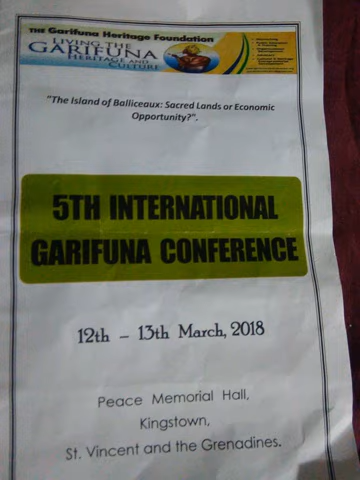 THE Garifuna Heritage Foundation
LIVING THE
GARIFUNA
HERITAGE AND
CULTURE
"The Island of Balliceaux: Sacred Lands or Economic
Opportunity?".
5TH INTERNATIONAL
GARIFUNA CONFERENCE
12th – 13th March, 2018
Peace Memorial Hall,
Kingstown,
St. Vincent and the Grenadines.